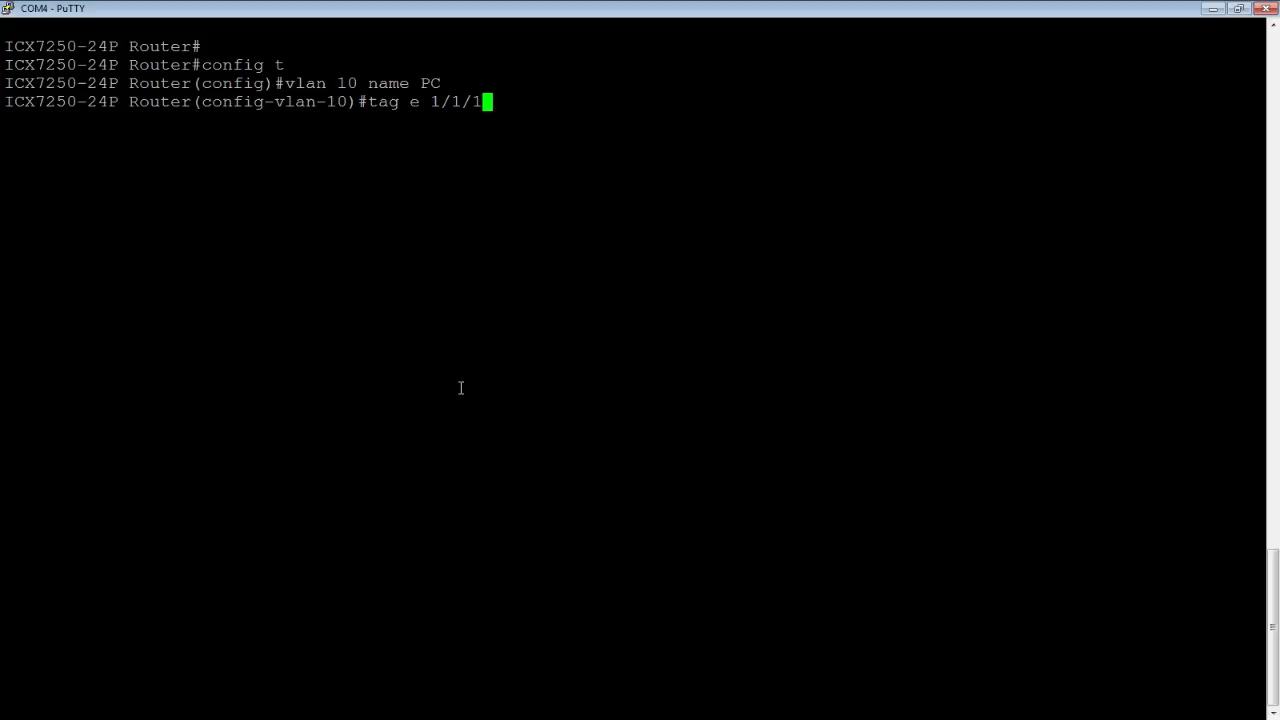 COM4 - PuTTY
ICX7250-24P Router#
ICX7250-24P Router#config t
ICX7250-24P Router(config)#vlan 10 name PC
ICX7250-24P Router(config-vlan-10)#tag e 1/1/1